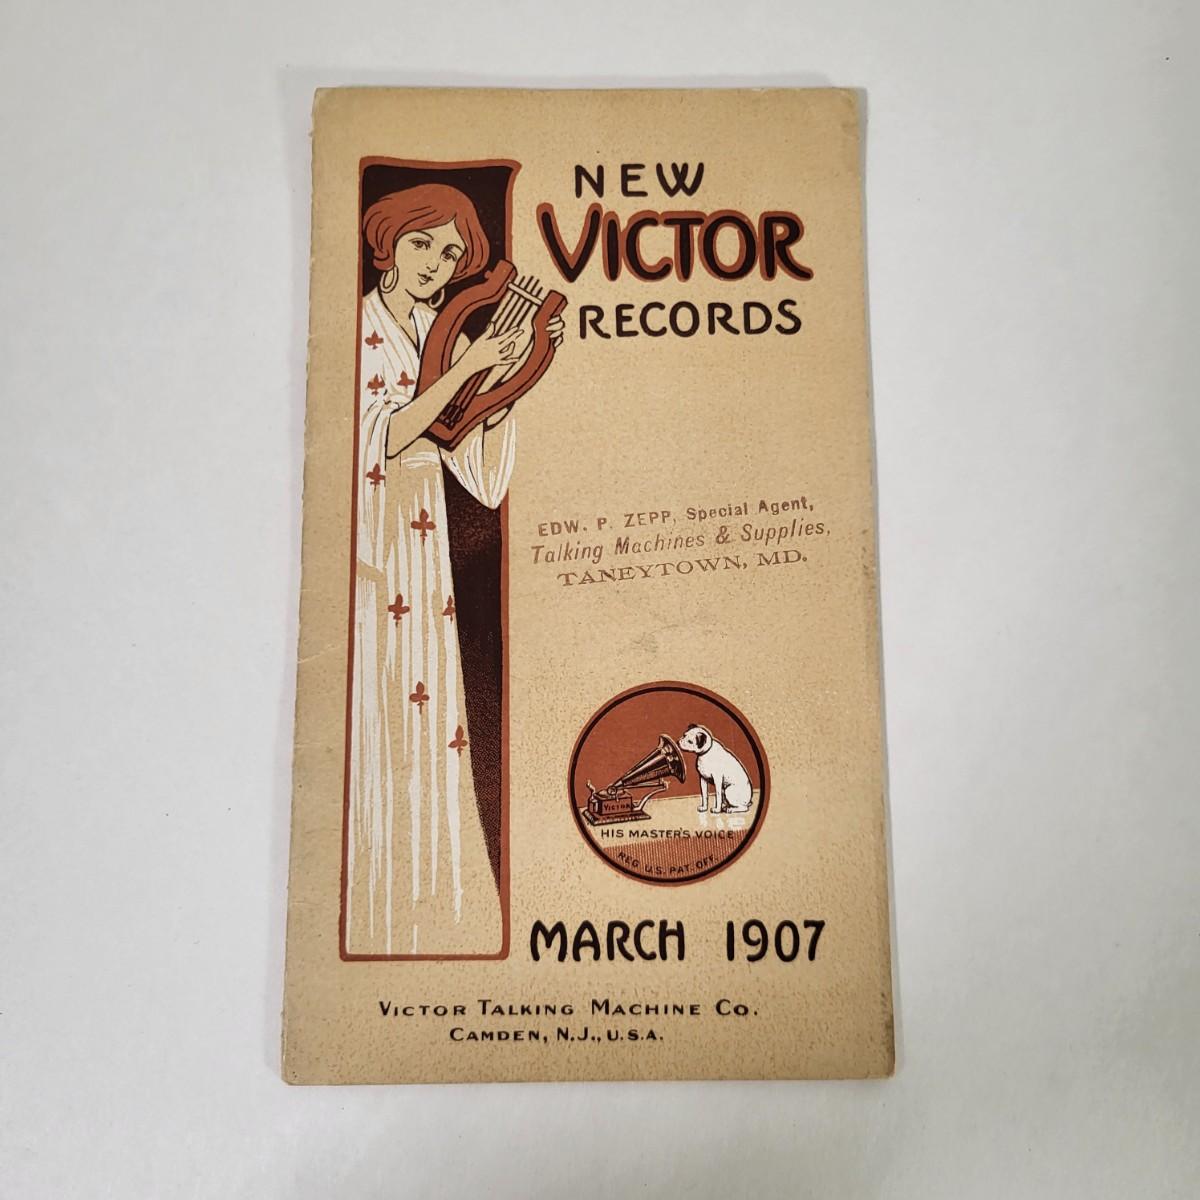 NEW
VICTOR
RECORDS
EDW. P. ZEPP, Special Agent,
Talking Machines & Supplies,
TANEYTOWN, MD.
VICTOR
HIS MASTER'S VOICE
REG. U.S. PAT. OFF.
MARCH 1907
VICTOR TALKING MACHINE CO.
CAMDEN, N.J., U.S.A.